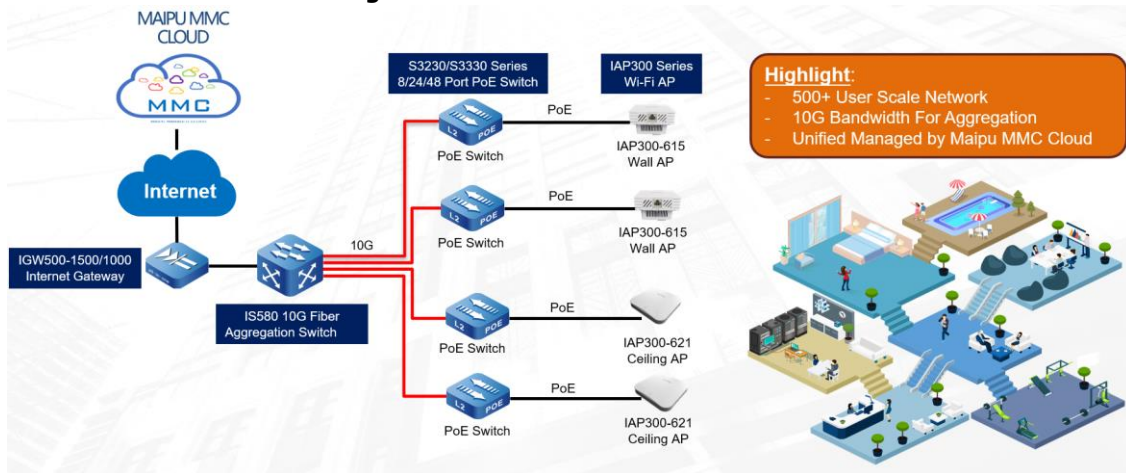 MAIPU MMC
CLOUD
MMC
Internet
IGW500-1500/1000
Internet Gateway
IS580 10G Fiber
Aggregation Switch
10G
S3230/S3330 Series
8/24/48 Port PoE Switch
IAP300 Series
Wi-Fi AP
L2 POE
PoE Switch
PoE
IAP300-615
Wall AP
L2 POE
PoE Switch
PoE
IAP300-615
Wall AP
L2 POE
PoE Switch
PoE
IAP300-621
Ceiling AP
L2 POE
PoE Switch
PoE
IAP300-621
Ceiling AP
Highlight:
- 500+ User Scale Network
- 10G Bandwidth For Aggregation
- Unified Managed by Maipu MMC Cloud